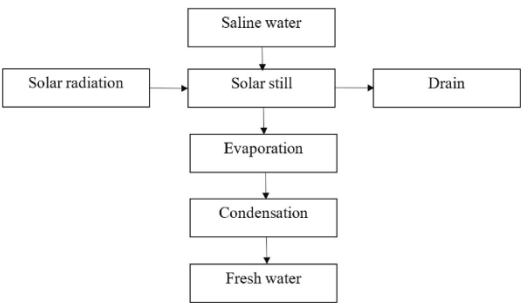 Saline water
Solar radiation
Solar still
Drain
Evaporation
Condensation
Fresh water